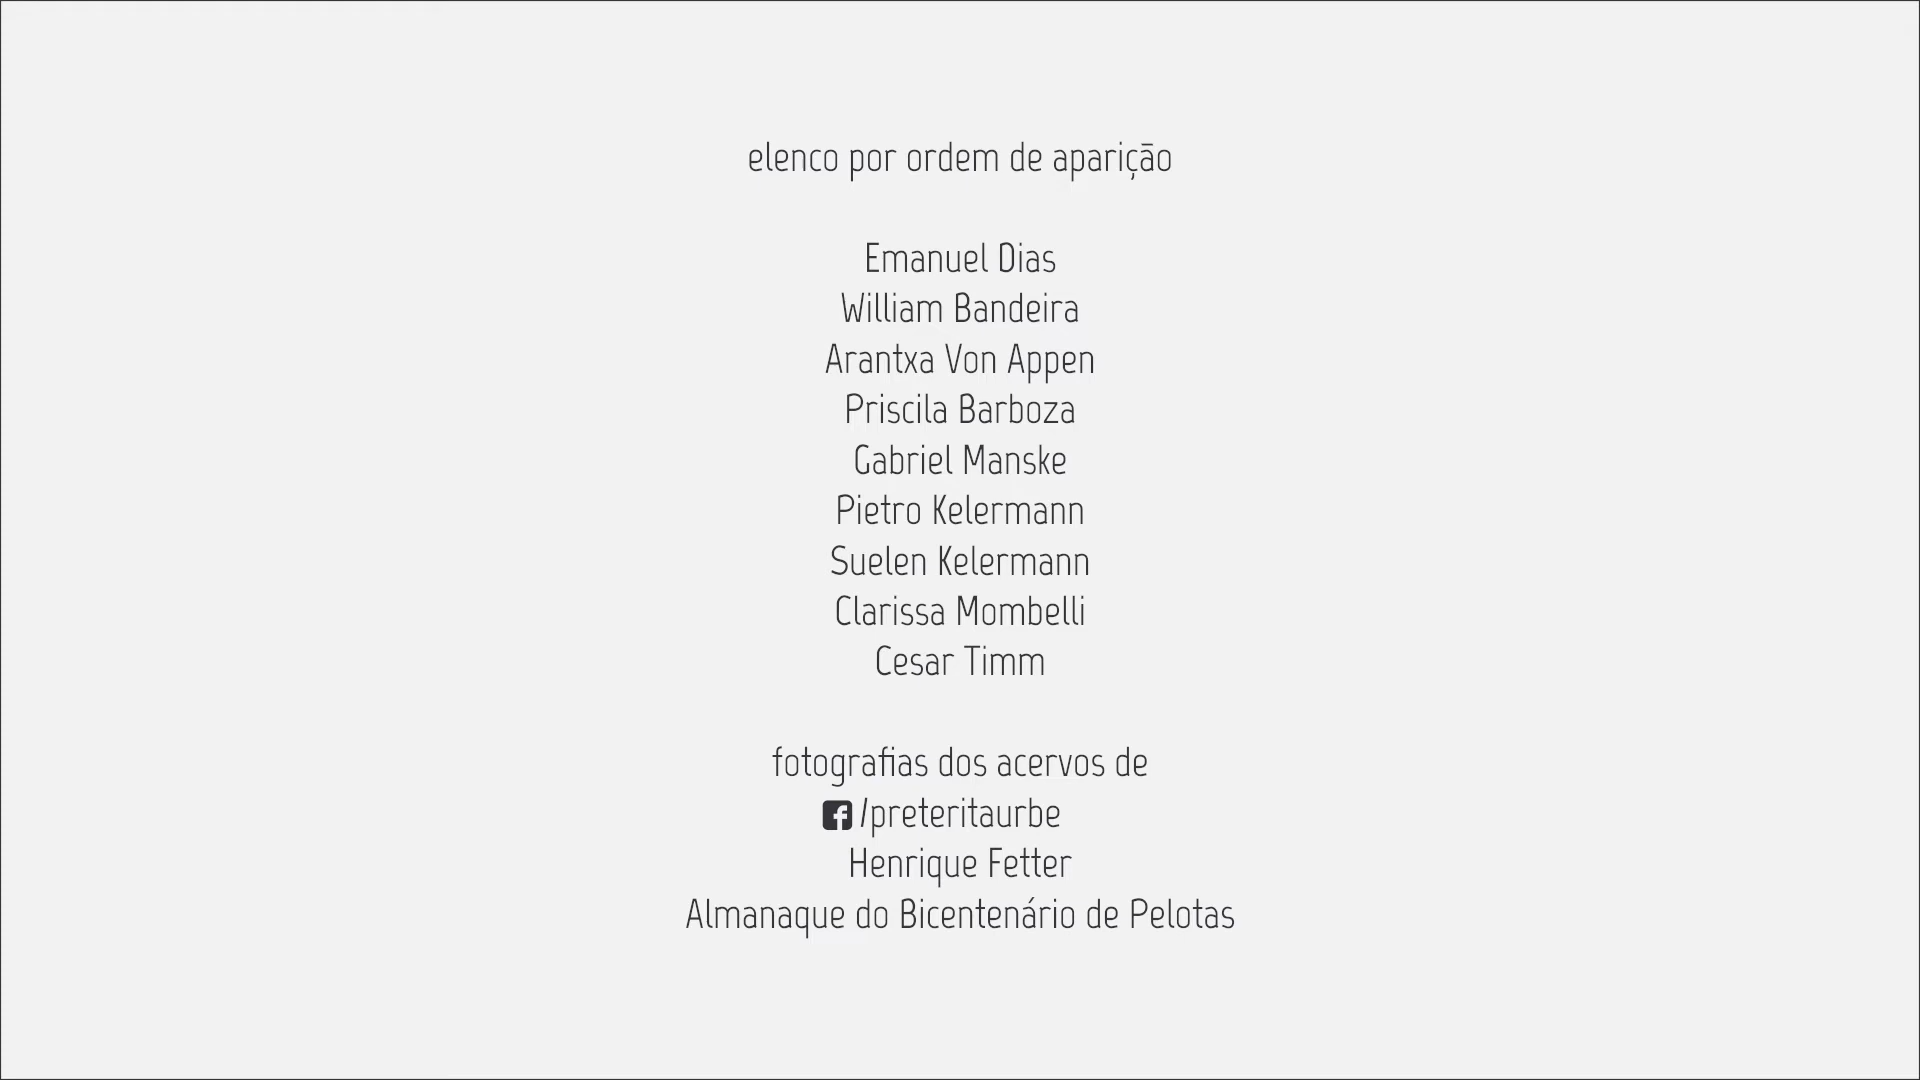 elenco por ordem de aparição
Emanuel Dias
William Bandeira
Arantxa Von Appen
Priscila Barboza
Gabriel Manske
Pietro Kelermann
Suelen Kelermann
Clarissa Mombelli
Cesar Timm
fotografias dos acervos de
/preteritaurbe
Henrique Fetter
Almanaque do Bicentenário de Pelotas